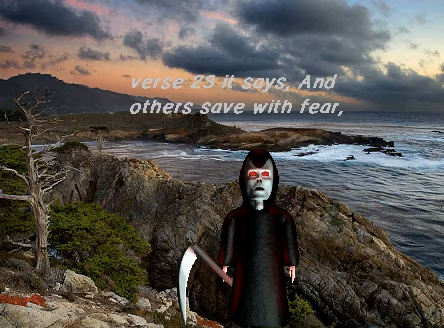 verse 23 it says, And
others save with fear,